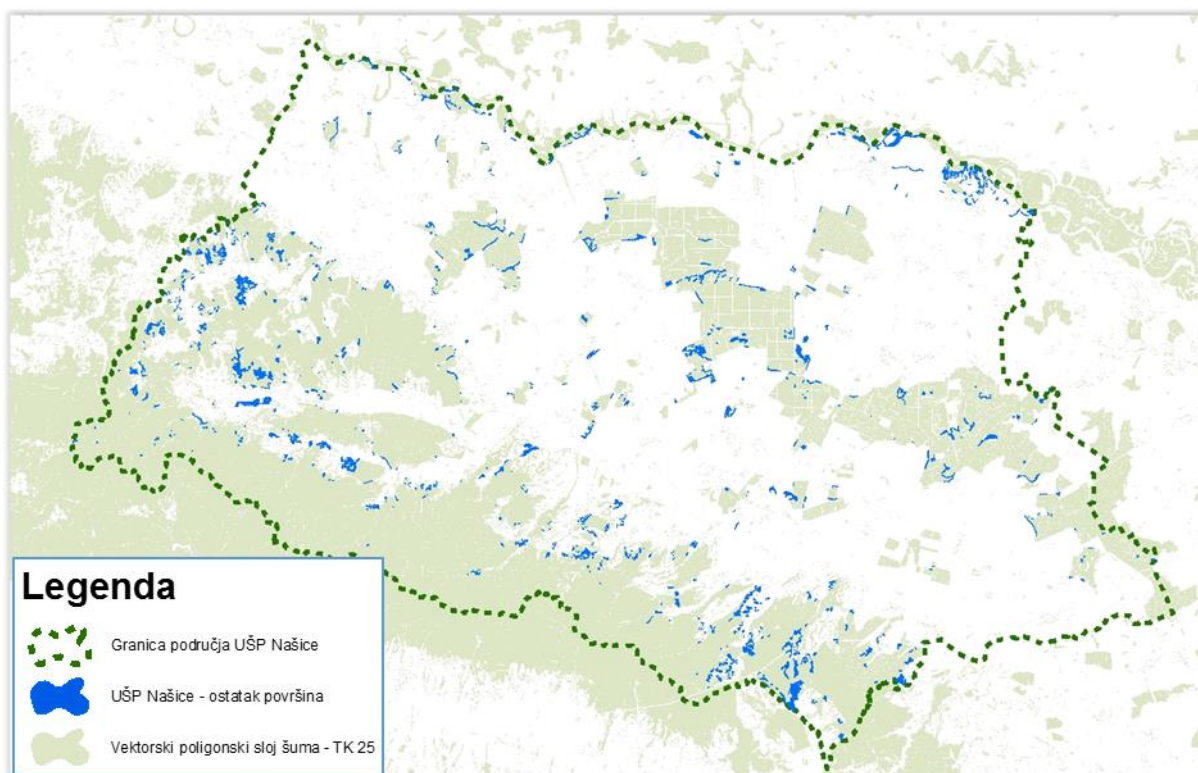 Legenda
Granica područja UŠP Našice
UŠP Našice - ostatak površina
Vektorski poligonski sloj šuma - TK 25